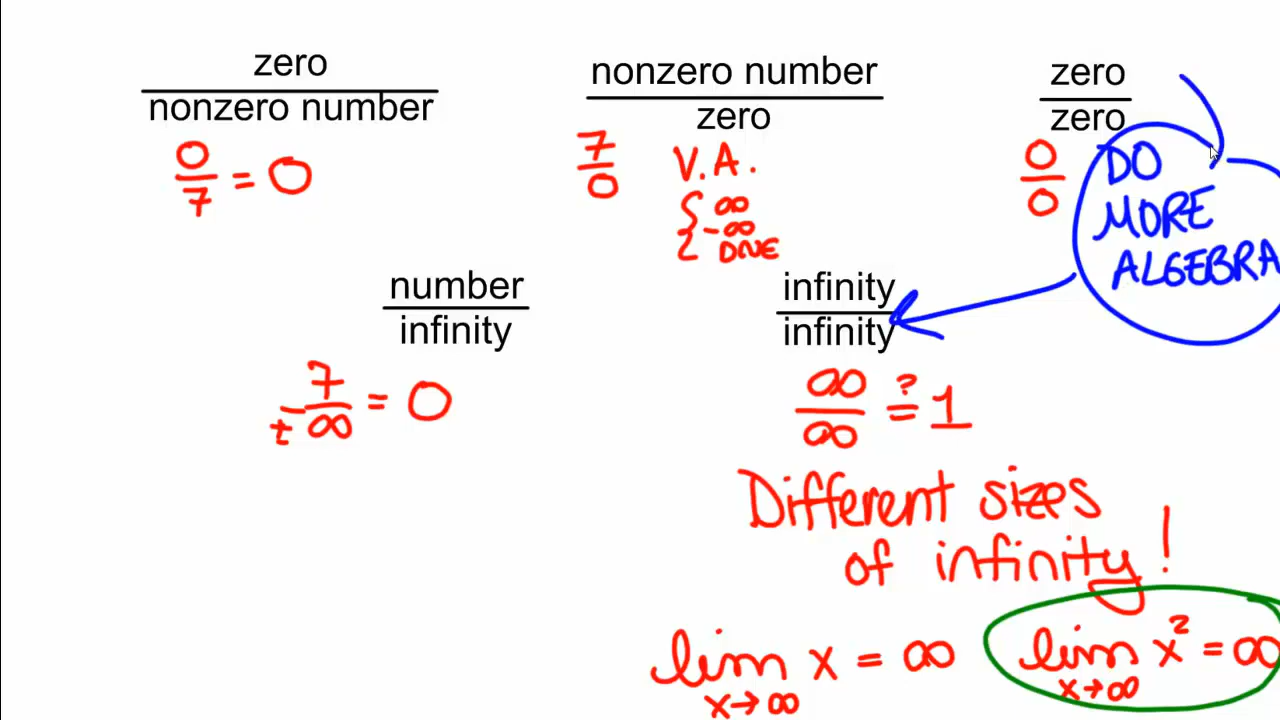 zero
nonzero number
0/7 = 0
nonzero number
zero
7/0 V.A.
{ ∞
-∞
DNE
zero
zero
0/0
DO
MORE
ALGEBRA
number
infinity
7/±∞ = 0
infinity
infinity
∞/∞ ?= 1
Different sizes
of infinity!
lim x = ∞
x→∞
lim x² = ∞
x→∞